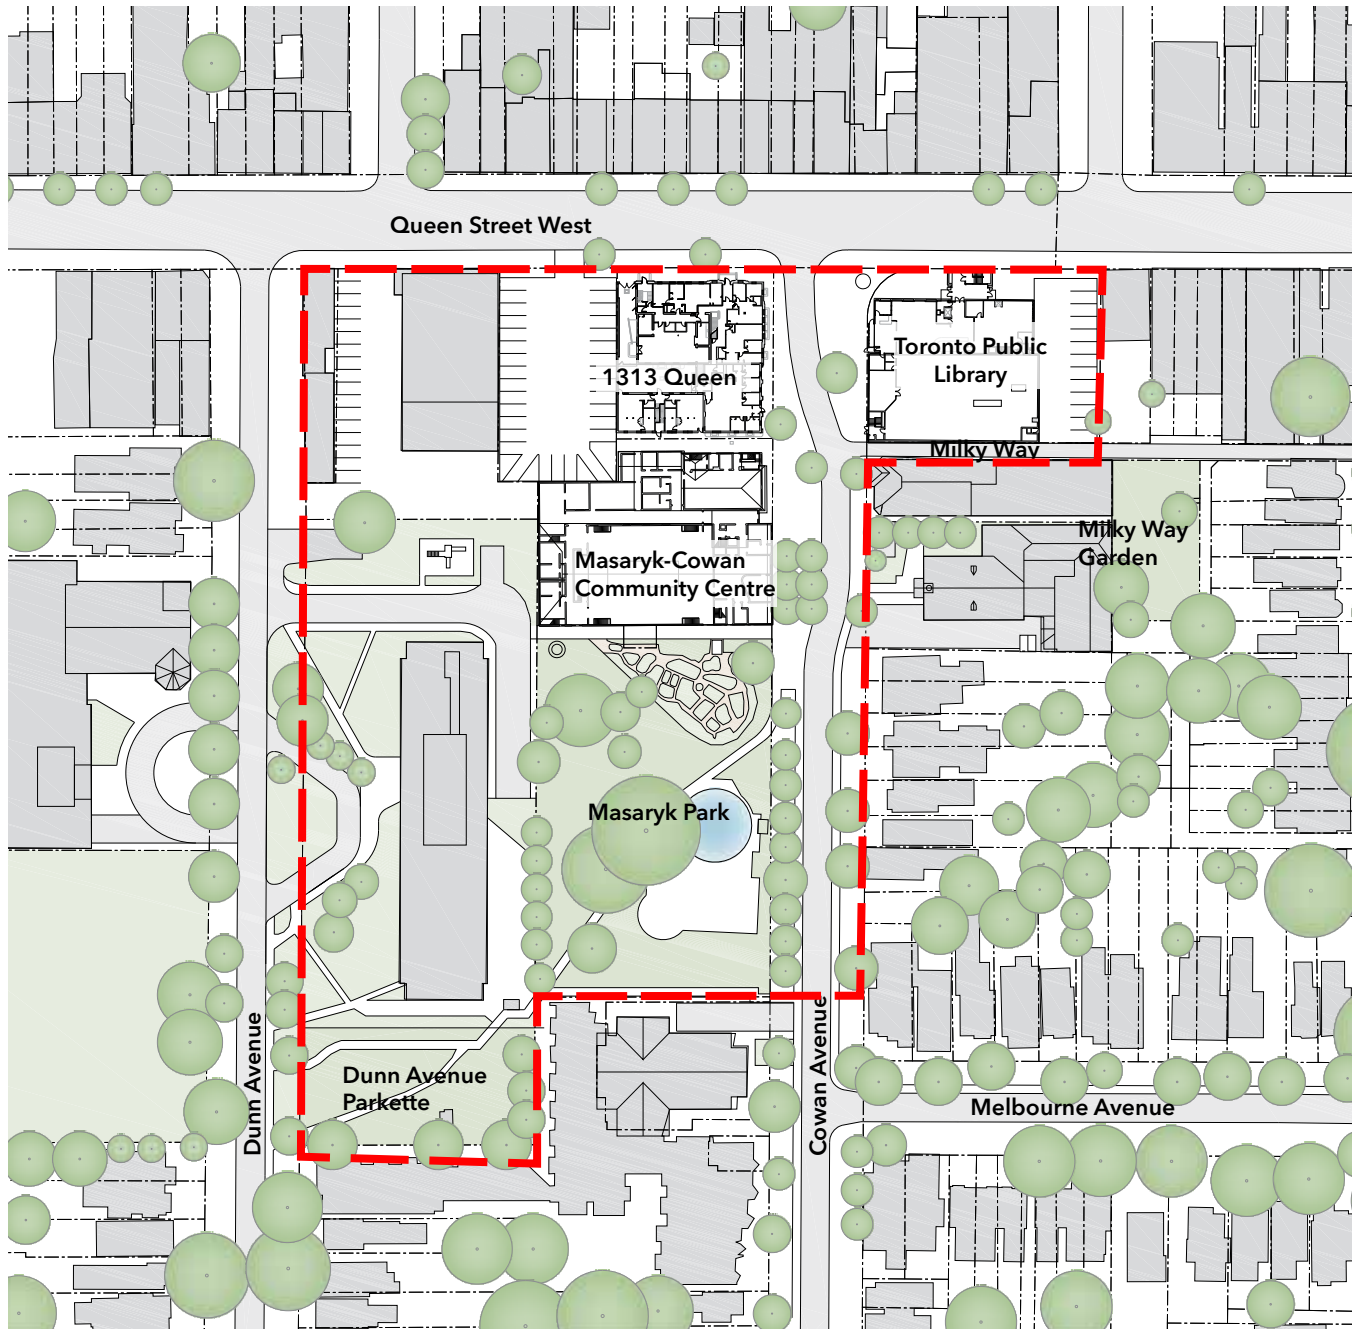 Queen Street West
Toronto Public
Library
1313 Queen
Milky Way
Milky Way
Garden
Masaryk-Cowan
Community Centre
Masaryk Park
Dunn Avenue
Dunn Avenue
Parkette
Cowan Avenue
Melbourne Avenue